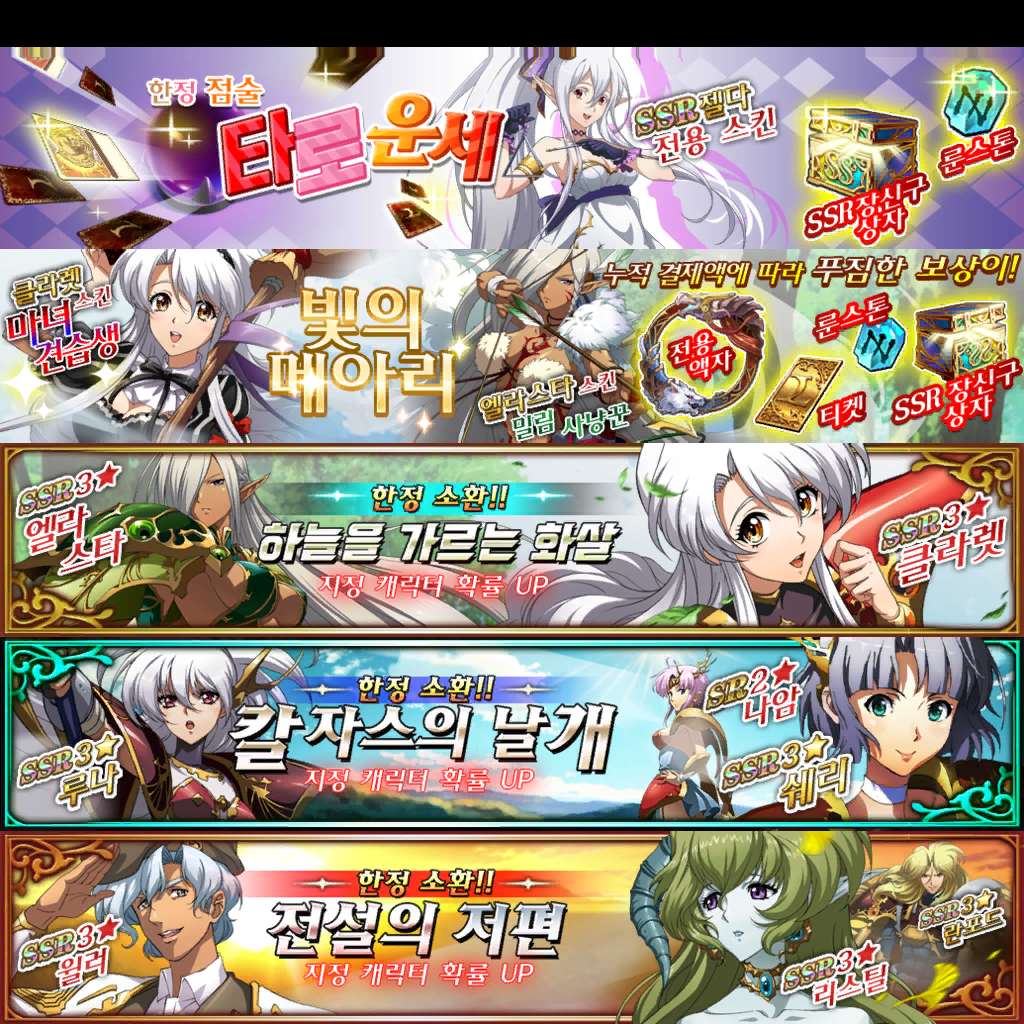 한정 점술
타로 운세
SSR젤다
전용 스킨
SSR 장신구
상자
룬스톤
클라렛
스킨
마녀
견습생
빛의
메아리
엘라스타 스킨
밀림 사냥꾼
누적 결제액에 따라 푸짐한 보상이!
전용
액자
티켓
룬스톤
SSR 장신구
상자
SSR3★
엘라
스타
한정 소환!!
하늘을 가르는 화살
지정 캐릭터 확률 UP
SSR3★
클라렛
SSR3★
루나
한정 소환!!
칼자스의 날개
지정 캐릭터 확률 UP
SR2★
나암
SSR3★
쉐리
SSR3★
윌러
한정 소환!!
전설의 저편
지정 캐릭터 확률 UP
SSR3★
리스틸
SSR3★
란포드